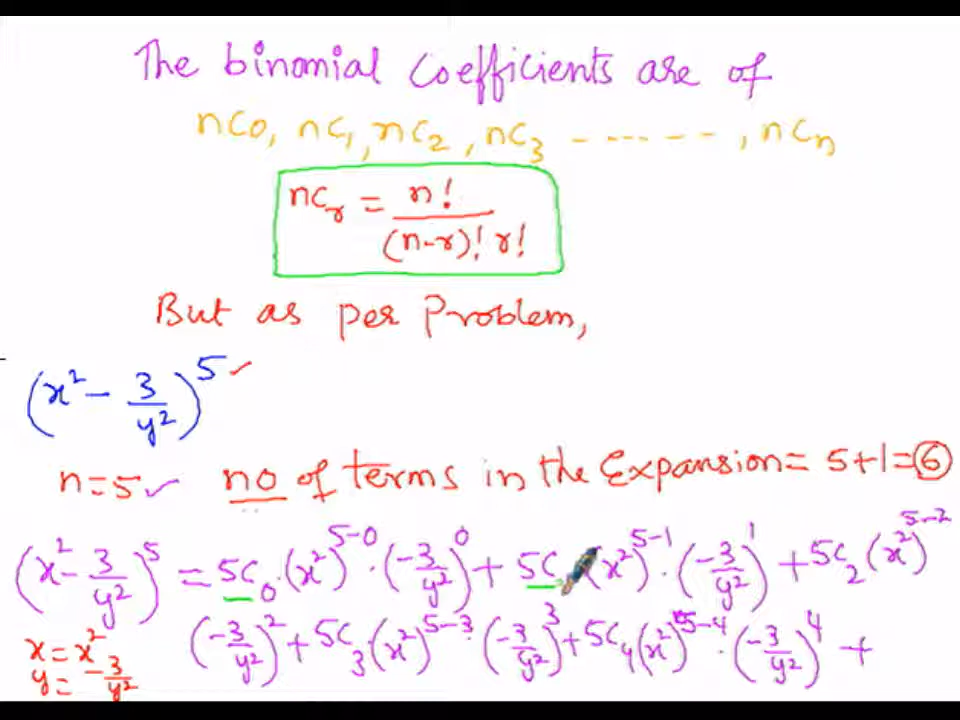 The binomial Coefficients are of
nC0, nC1, nC2, nC3 - - - - - - -, nCn
nCr = n! / (n-r)! r!
But as per Problem,
(x² - 3/y²)⁵ ✓
n=5 ✓ no of terms in the Expansion = 5+1 = 6
(x² - 3/y²)⁵ = 5C₀·(x²)⁵⁻⁰·(-3/y²)⁰ + 5C (x²)⁵⁻¹·(-3/y²)¹ + 5C₂(x²)⁵⁻²
(-3/y²)² + 5C₃(x²)⁵⁻³·(-3/y²)³ + 5C₄(x²)⁵⁻⁴·(-3/y²)⁴ +
x = x²
y = -3/y²